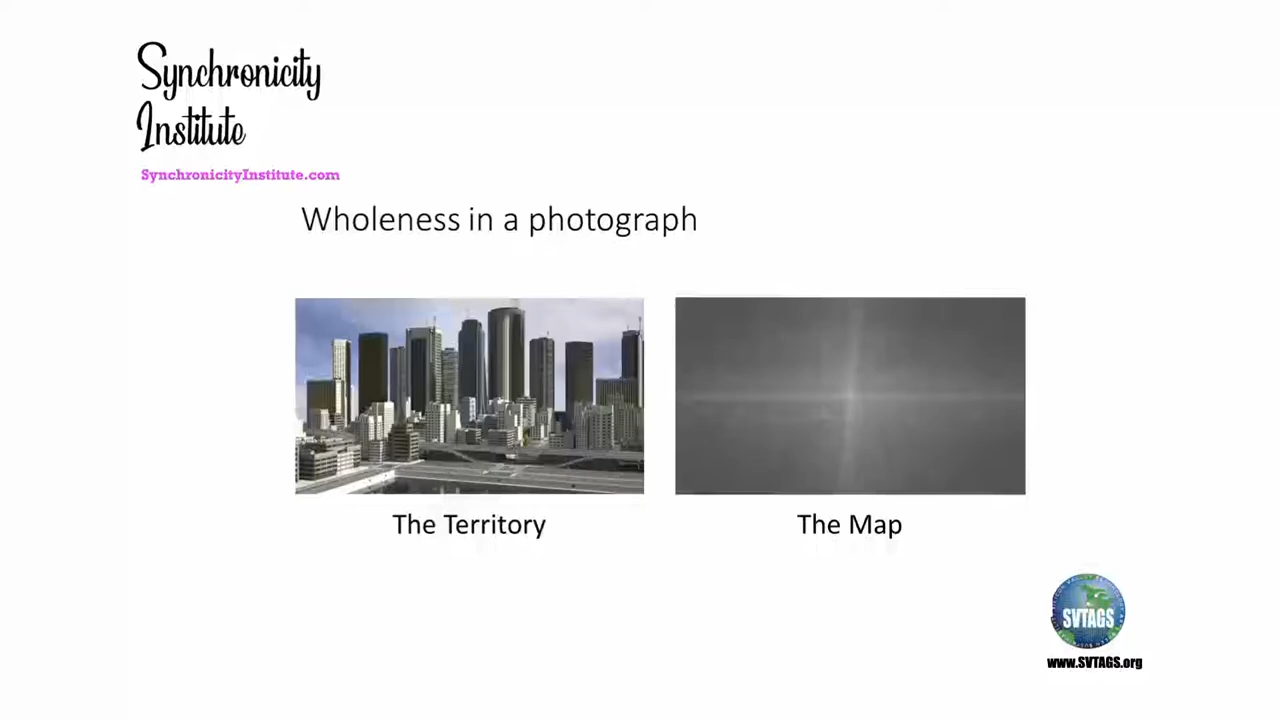 Synchronicity
Institute
SynchronicityInstitute.com
Wholeness in a photograph
The Territory
The Map
SVTAGS
www.SVTAGS.org